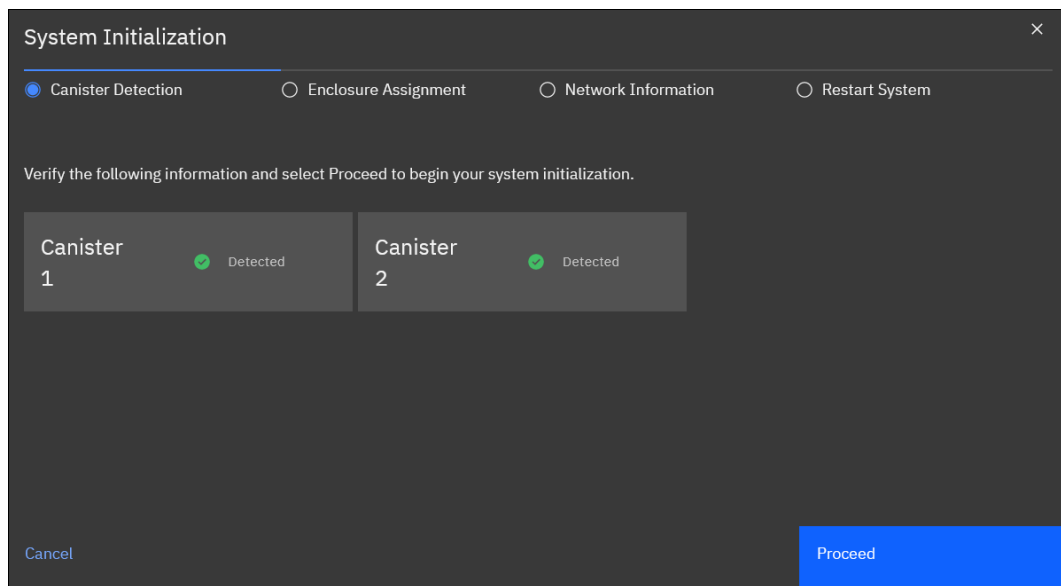 System Initialization
Canister Detection
Enclosure Assignment
Network Information
Restart System
Verify the following information and select Proceed to begin your system initialization.
Canister
1
Detected
Canister
2
Detected
Cancel
Proceed